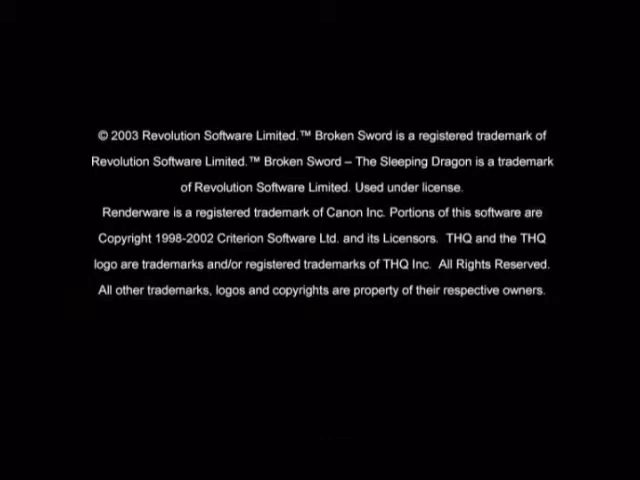 © 2003 Revolution Software Limited.™ Broken Sword is a registered trademark of
Revolution Software Limited.™ Broken Sword – The Sleeping Dragon is a trademark
of Revolution Software Limited. Used under license.
Renderware is a registered trademark of Canon Inc. Portions of this software are
Copyright 1998-2002 Criterion Software Ltd. and its Licensors. THQ and the THQ
logo are trademarks and/or registered trademarks of THQ Inc. All Rights Reserved.
All other trademarks, logos and copyrights are property of their respective owners.